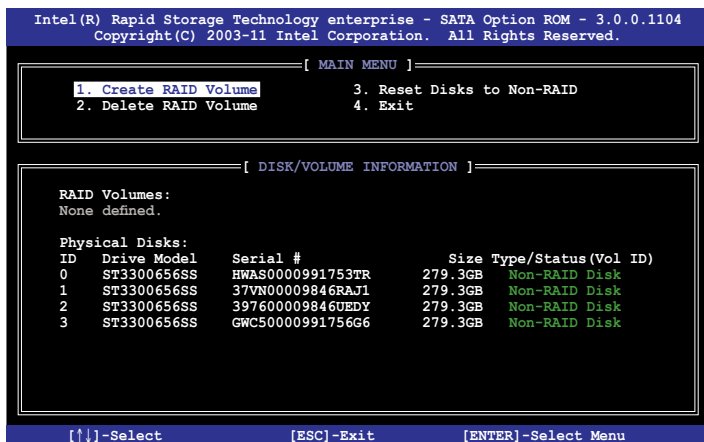 Intel(R) Rapid Storage Technology enterprise - SATA Option ROM - 3.0.0.1104
Copyright(C) 2003-11 Intel Corporation. All Rights Reserved.
[ MAIN MENU ]
1. Create RAID Volume 3. Reset Disks to Non-RAID
2. Delete RAID Volume 4. Exit
[ DISK/VOLUME INFORMATION ]
RAID Volumes:
None defined.
Physical Disks:
ID Drive Model Serial # Size Type/Status(Vol ID)
0 ST3300656SS HWAS0000991753TR 279.3GB Non-RAID Disk
1 ST3300656SS 37VN00009846RAJ1 279.3GB Non-RAID Disk
2 ST3300656SS 397600009846UEDY 279.3GB Non-RAID Disk
3 ST3300656SS GWC50000991756G6 279.3GB Non-RAID Disk
[↑↓]-Select [ESC]-Exit [ENTER]-Select Menu